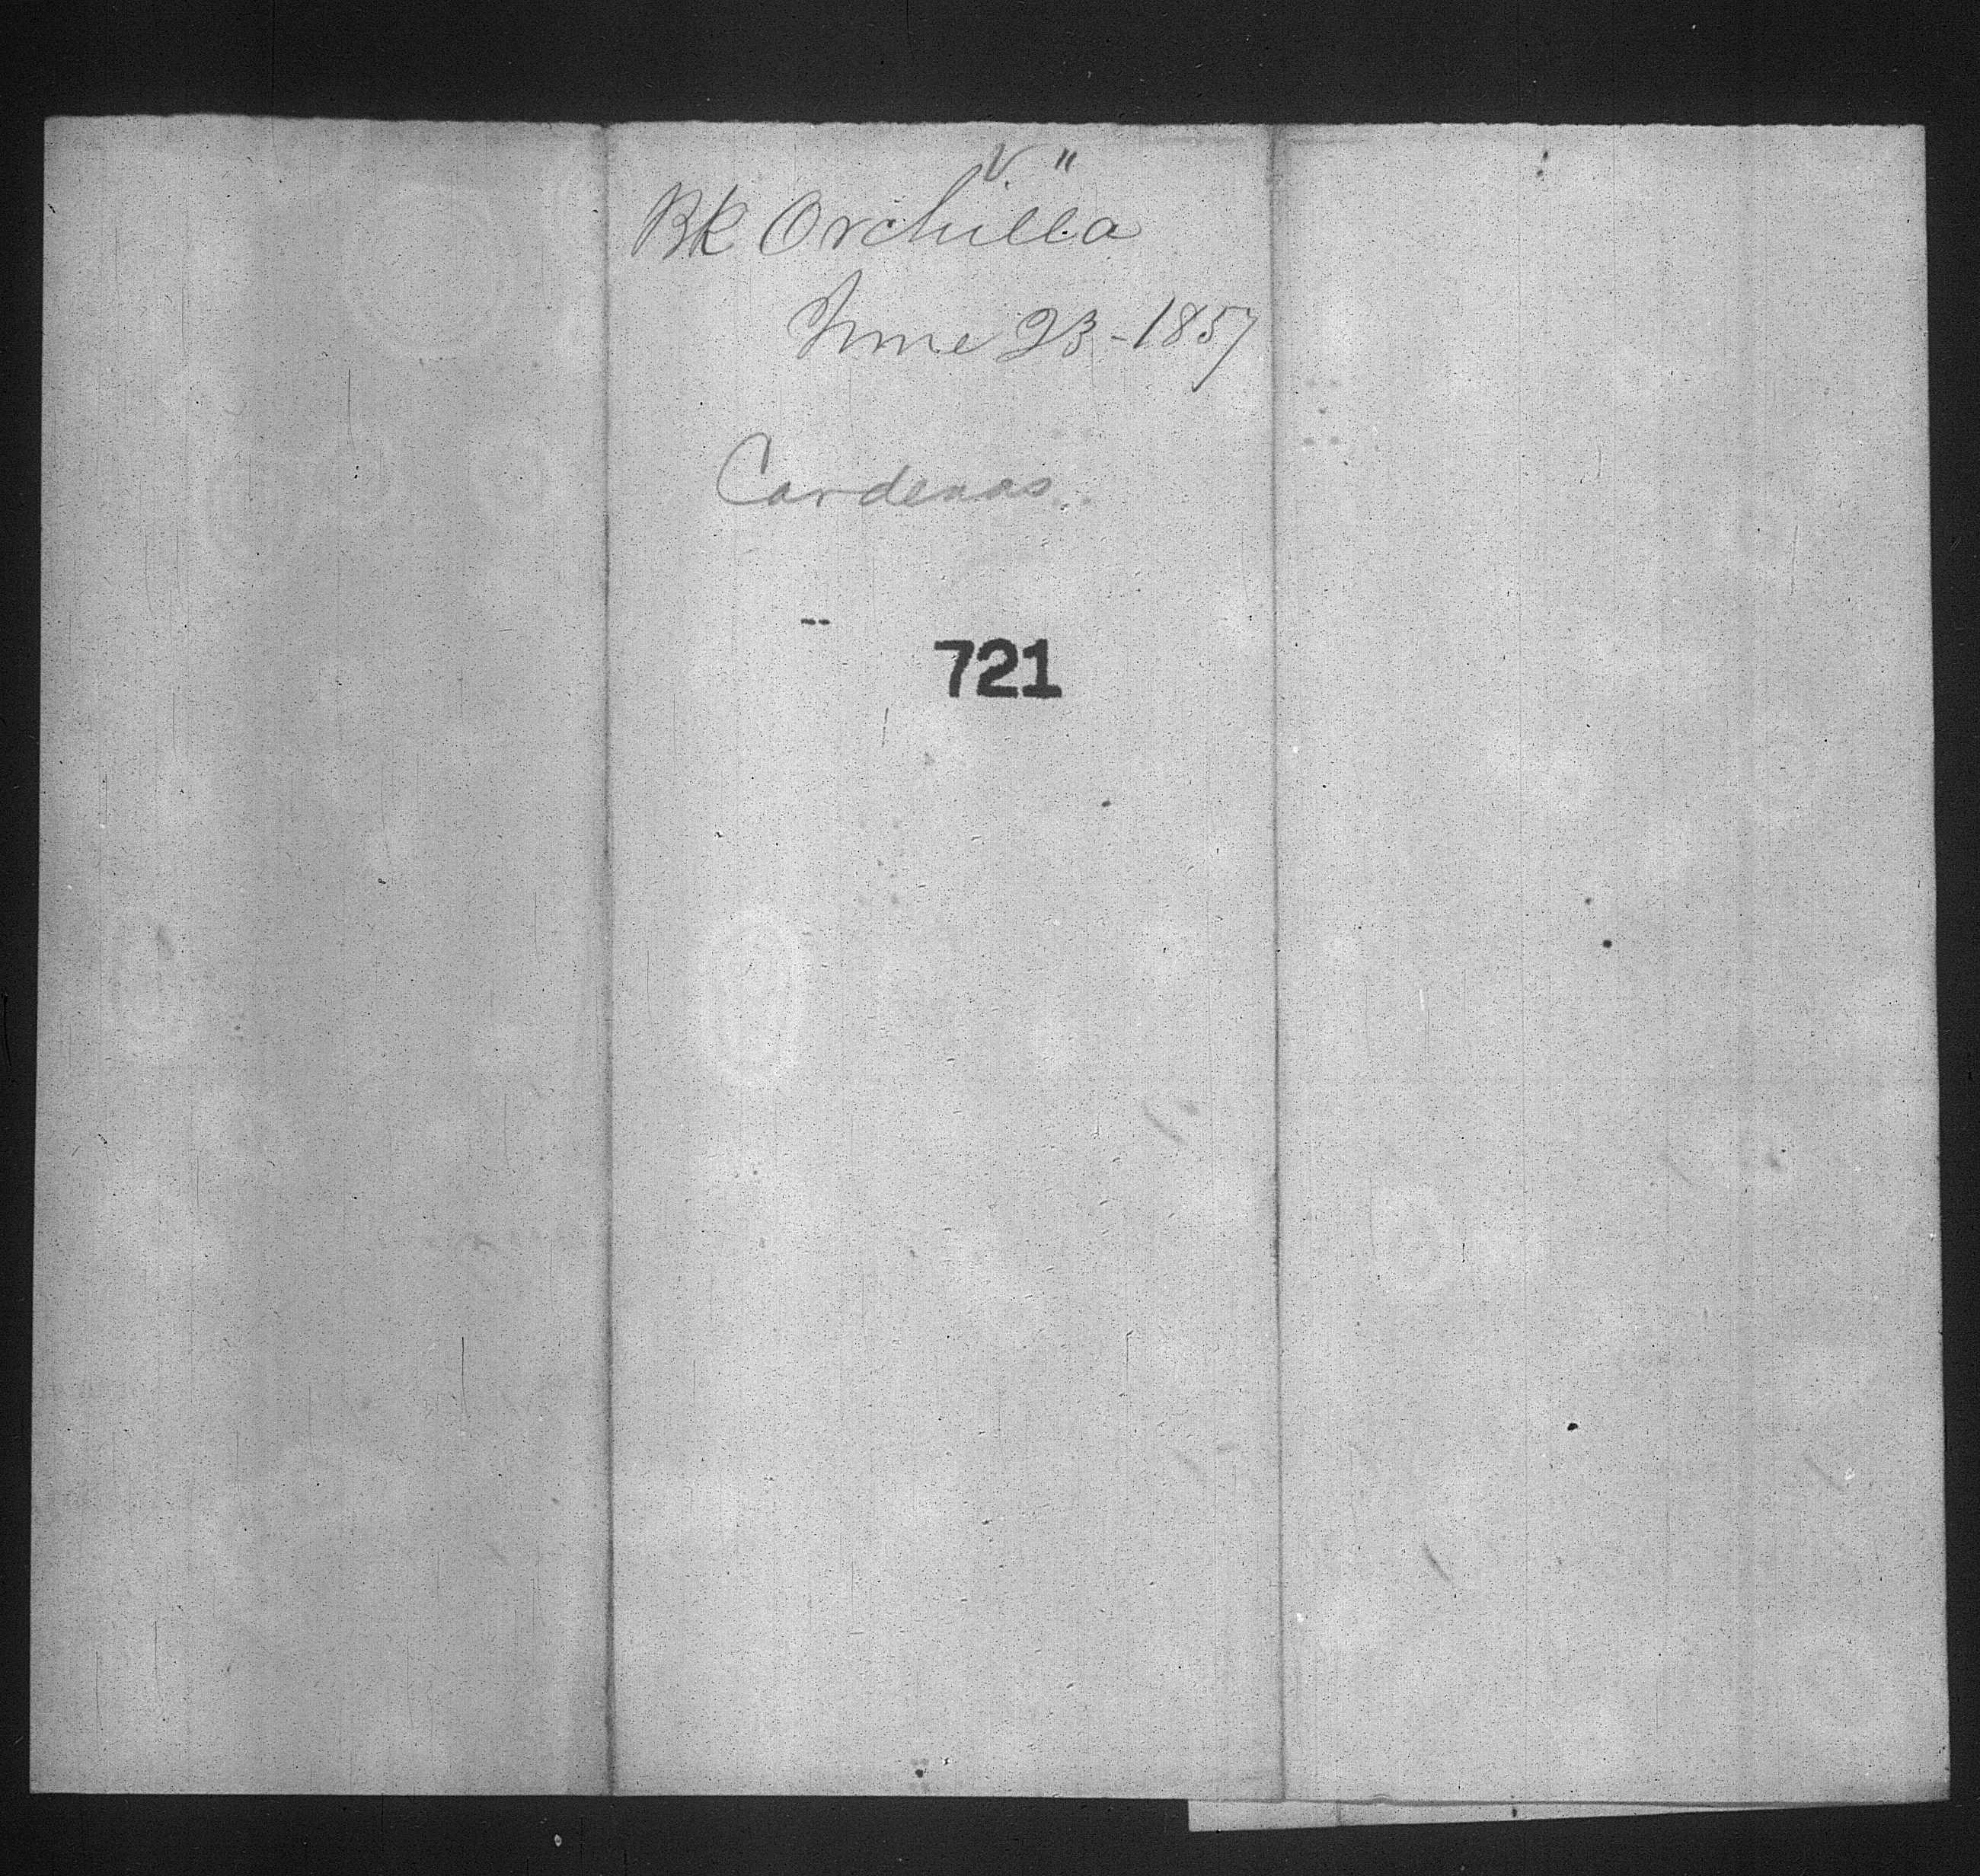 V "
Bk Orchilla
June 23-1857
Cardenas
721